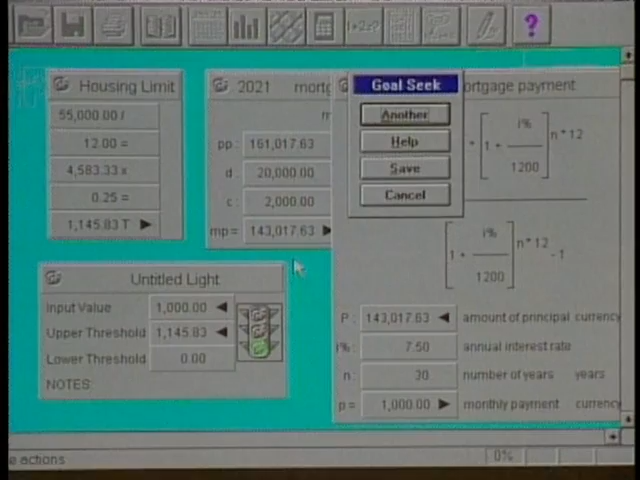 1+2=?
?
Housing Limit
55,000.00 /
12.00 =
4,583.33 x
0.25 =
1,145.83 T
2021
pp: 161,017.63
d: 20,000.00
c: 2,000.00
mp= 143,017.63
Goal Seek
Another
Help
Save
Cancel
ortgage payment
1 + i% 1200 n * 12
1 + i% 1200 n * 12 - 1
Untitled Light
Input Value 1,000.00
Upper Threshold 1,145.83
Lower Threshold 0.00
NOTES:
P: 143,017.63 amount of principal currency
i%: 7.50 annual interest rate
n: 30 number of years years
p= 1,000.00 monthly payment currency
e actions
0%